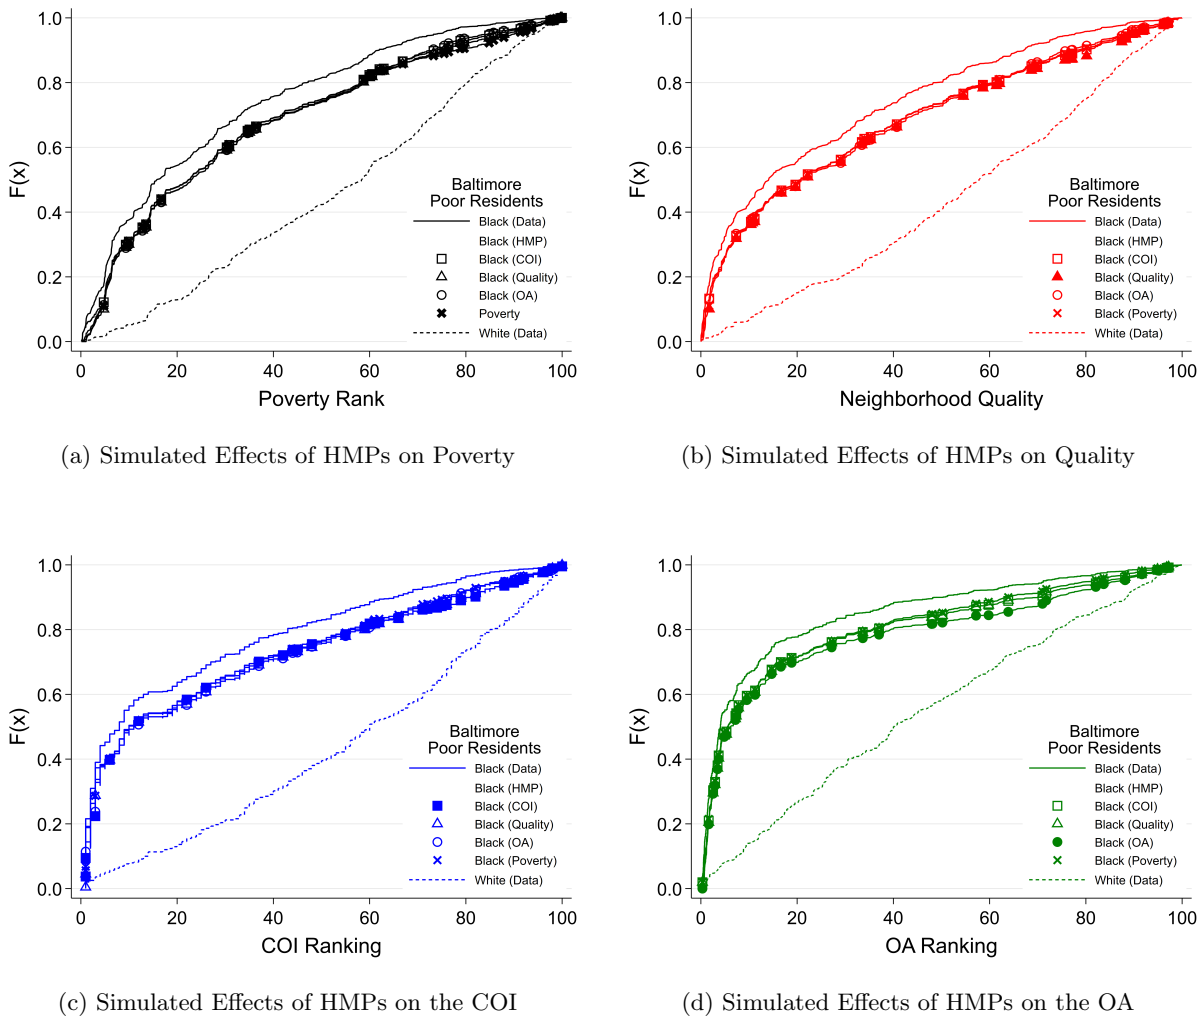 1.0
0.8
0.6
0.4
0.2
0.0
F(x)
0 20 40 60 80 100
Poverty Rank
Baltimore
Poor Residents
Black (Data)
Black (HMP)
Black (COI)
Black (Quality)
Black (OA)
Poverty
White (Data)
(a) Simulated Effects of HMPs on Poverty
1.0
0.8
0.6
0.4
0.2
0.0
F(x)
0 20 40 60 80 100
Neighborhood Quality
Baltimore
Poor Residents
Black (Data)
Black (HMP)
Black (COI)
Black (Quality)
Black (OA)
Black (Poverty)
White (Data)
(b) Simulated Effects of HMPs on Quality
1.0
0.8
0.6
0.4
0.2
0.0
F(x)
0 20 40 60 80 100
COI Ranking
Baltimore
Poor Residents
Black (Data)
Black (HMP)
Black (COI)
Black (Quality)
Black (OA)
Black (Poverty)
White (Data)
(c) Simulated Effects of HMPs on the COI
1.0
0.8
0.6
0.4
0.2
0.0
F(x)
0 20 40 60 80 100
OA Ranking
Baltimore
Poor Residents
Black (Data)
Black (HMP)
Black (COI)
Black (Quality)
Black (OA)
Black (Poverty)
White (Data)
(d) Simulated Effects of HMPs on the OA